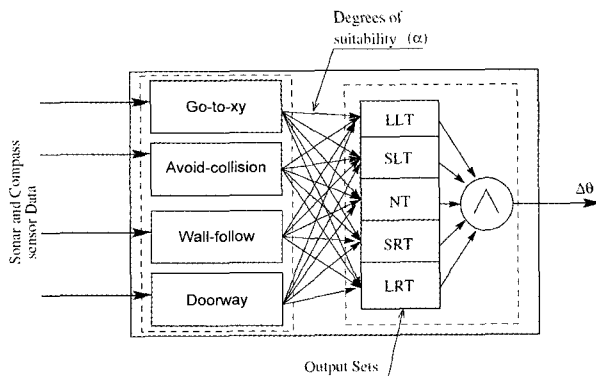 Degrees of
suitability (α)
Go-to-xy
Avoid-collision
Wall-follow
Doorway
Sonar and Compass
sensor Data
LLT
SLT
NT
SRT
LRT
∧
Δθ
Output Sets